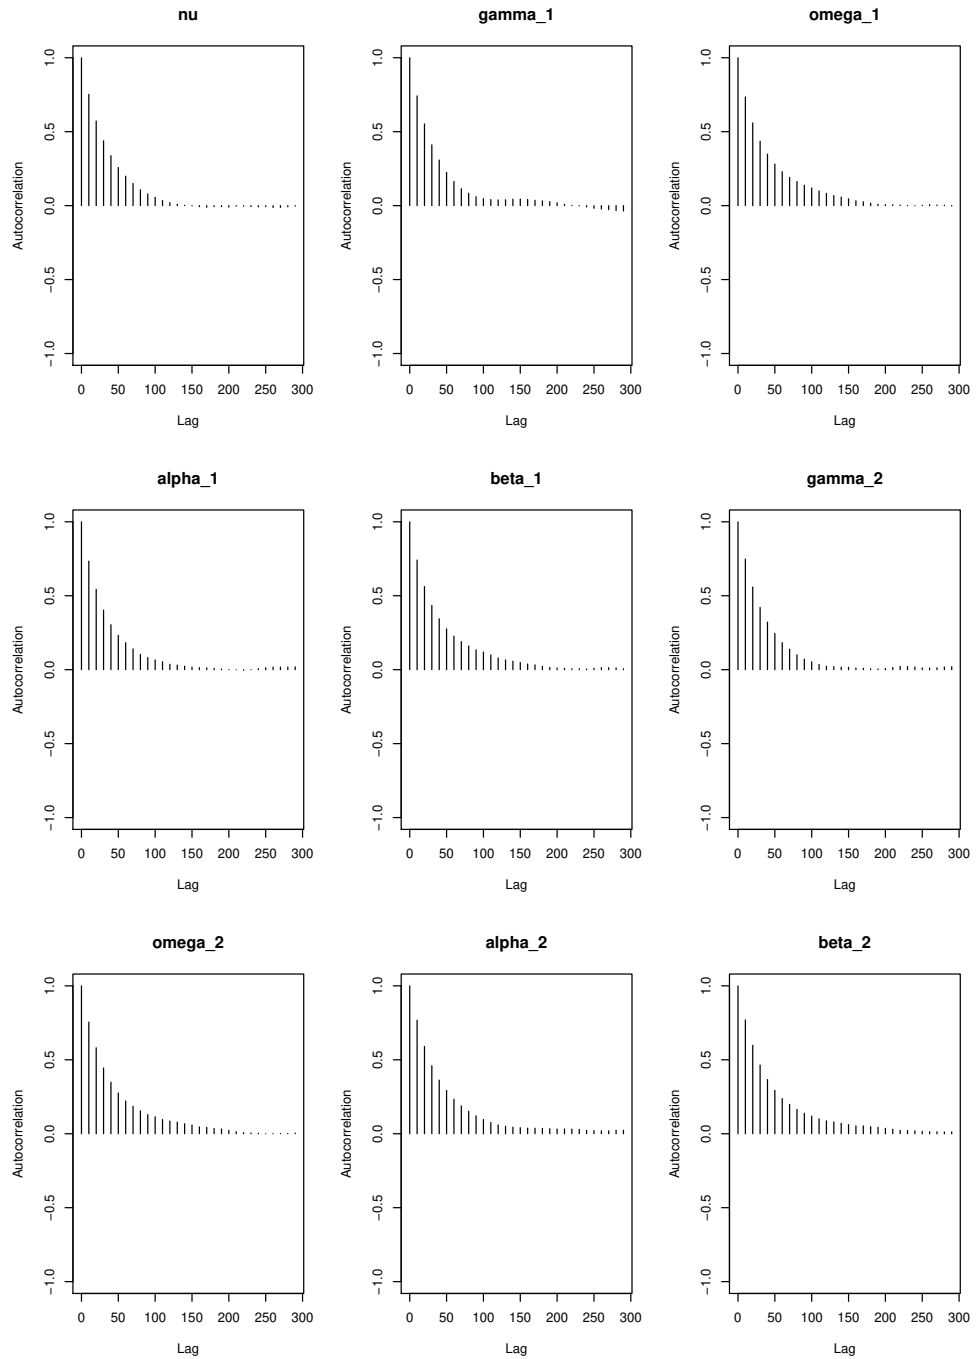 nu gamma_1 omega_1
1.0 1.0 1.0
0.5 0.5 0.5
Autocorrelation Autocorrelation Autocorrelation
0.0 0.0 0.0
−0.5 −0.5 −0.5
−1.0 −1.0 −1.0
0 50 100 150 200 250 300 0 50 100 150 200 250 300 0 50 100 150 200 250 300
Lag Lag Lag
alpha_1 beta_1 gamma_2
1.0 1.0 1.0
0.5 0.5 0.5
Autocorrelation Autocorrelation Autocorrelation
0.0 0.0 0.0
−0.5 −0.5 −0.5
−1.0 −1.0 −1.0
0 50 100 150 200 250 300 0 50 100 150 200 250 300 0 50 100 150 200 250 300
Lag Lag Lag
omega_2 alpha_2 beta_2
1.0 1.0 1.0
0.5 0.5 0.5
Autocorrelation Autocorrelation Autocorrelation
0.0 0.0 0.0
−0.5 −0.5 −0.5
−1.0 −1.0 −1.0
0 50 100 150 200 250 300 0 50 100 150 200 250 300 0 50 100 150 200 250 300
Lag Lag Lag